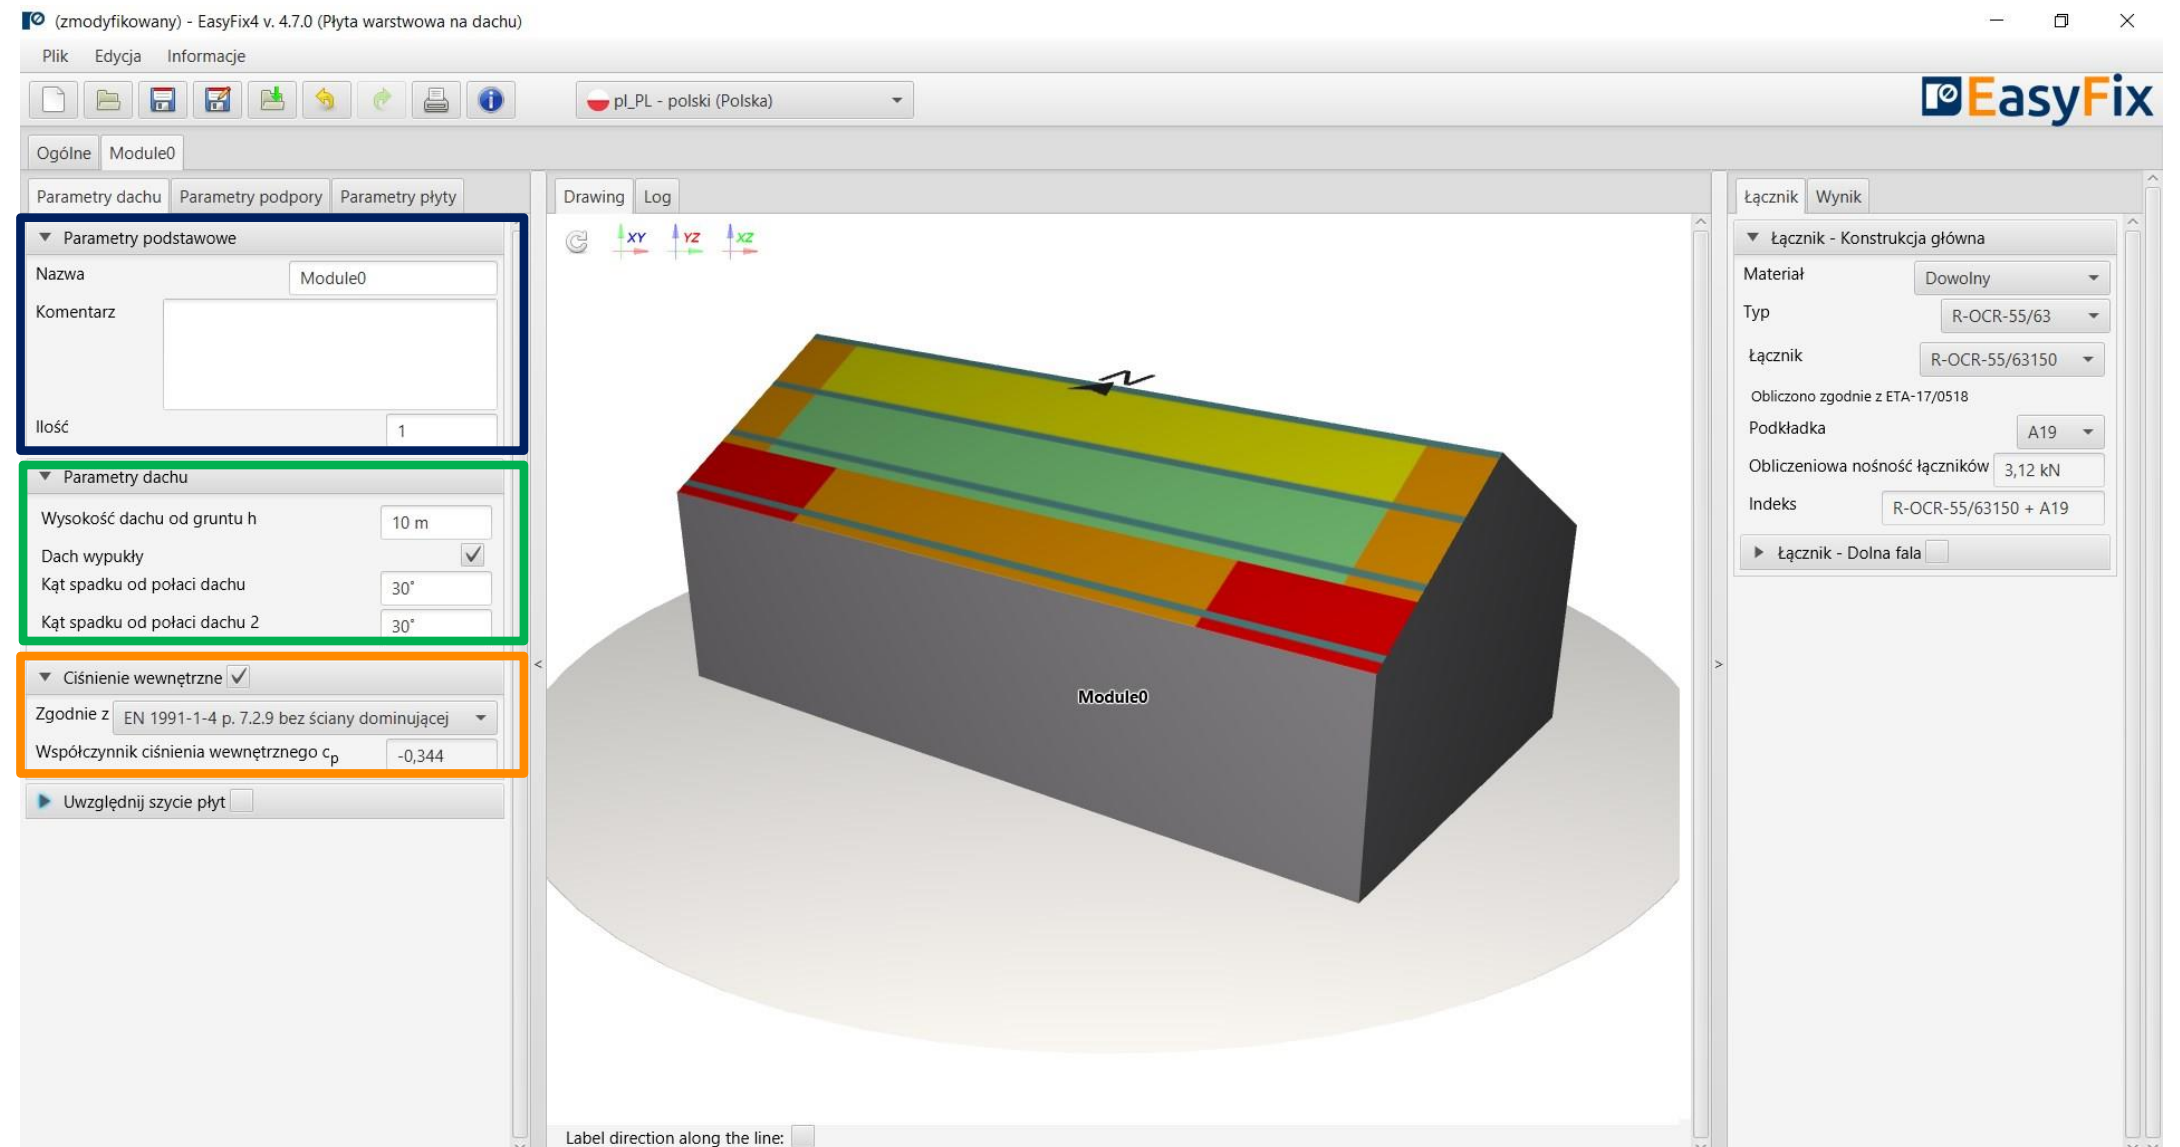 (zmodyfikowany) - EasyFix4 v. 4.7.0 (Płyta warstwowa na dachu)
Plik Edycja Informacje
pl_PL - polski (Polska)
EasyFix
Ogólne Module0
Parametry dachu Parametry podpory Parametry płyty
Parametry podstawowe
Nazwa Module0
Komentarz
Ilość 1
Parametry dachu
Wysokość dachu od gruntu h 10 m
Dach wypukły
Kąt spadku od połaci dachu 30°
Kąt spadku od połaci dachu 2 30°
Ciśnienie wewnętrzne
Zgodnie z EN 1991-1-4 p. 7.2.9 bez ściany dominującej
Współczynnik ciśnienia wewnętrznego cp -0,344
Uwzględnij szycie płyt
Drawing Log
XY YZ XZ
N
Module0
Label direction along the line:
Łącznik Wynik
Łącznik - Konstrukcja główna
Materiał Dowolny
Typ R-OCR-55/63
Łącznik R-OCR-55/63150
Obliczono zgodnie z ETA-17/0518
Podkładka A19
Obliczeniowa nośność łączników 3,12 kN
Indeks R-OCR-55/63150 + A19
Łącznik - Dolna fala